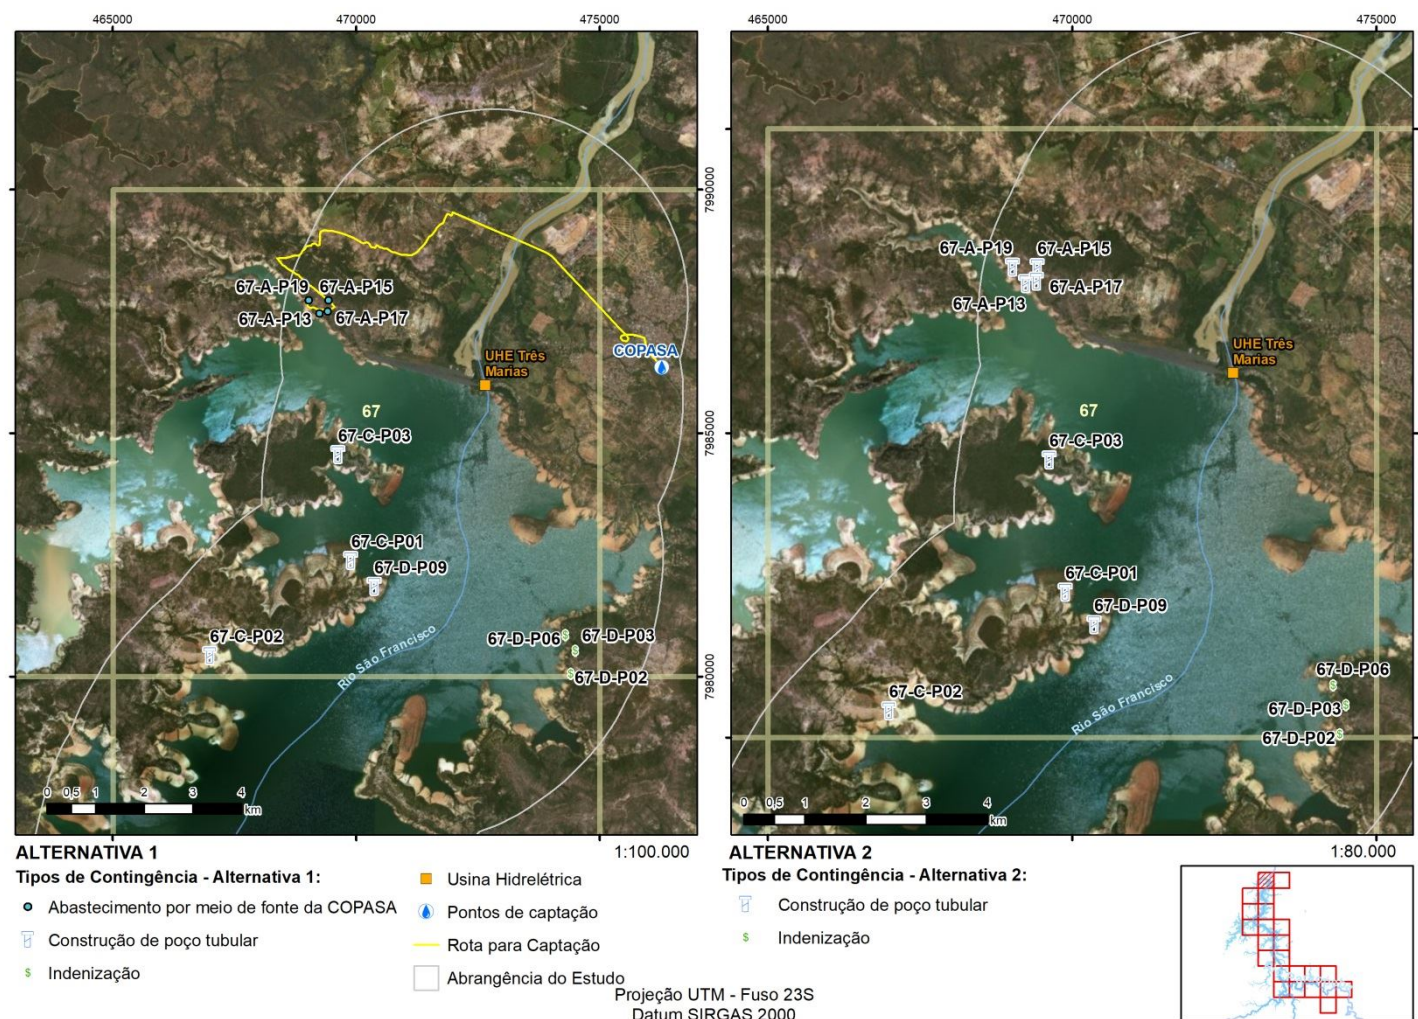 465000 470000 475000
465000 470000 475000
7990000
67-A-P19 67-A-P15
67-A-P13 67-A-P17
COPASA
UHE Três
Marias
67
67-C-P03
7985000
67-C-P01
67-D-P09
67-C-P02
67-D-P06 67-D-P03
67-D-P02
Rio São Francisco
7980000
0 0,5 1 2 3 4
km
67-A-P19 67-A-P15
67-A-P17
67-A-P13
UHE Três
Marias
67
67-C-P03
67-C-P01
67-D-P09
67-C-P02
67-D-P06
67-D-P03
67-D-P02
Rio São Francisco
0 0,5 1 2 3 4
km
ALTERNATIVA 1 1:100.000
Tipos de Contingência - Alternativa 1:
Abastecimento por meio de fonte da COPASA
Construção de poço tubular
$ Indenização
Usina Hidrelétrica
Pontos de captação
Rota para Captação
Abrangência do Estudo
ALTERNATIVA 2 1:80.000
Tipos de Contingência - Alternativa 2:
Construção de poço tubular
$ Indenização
Projeção UTM - Fuso 23S
Datum SIRGAS 2000